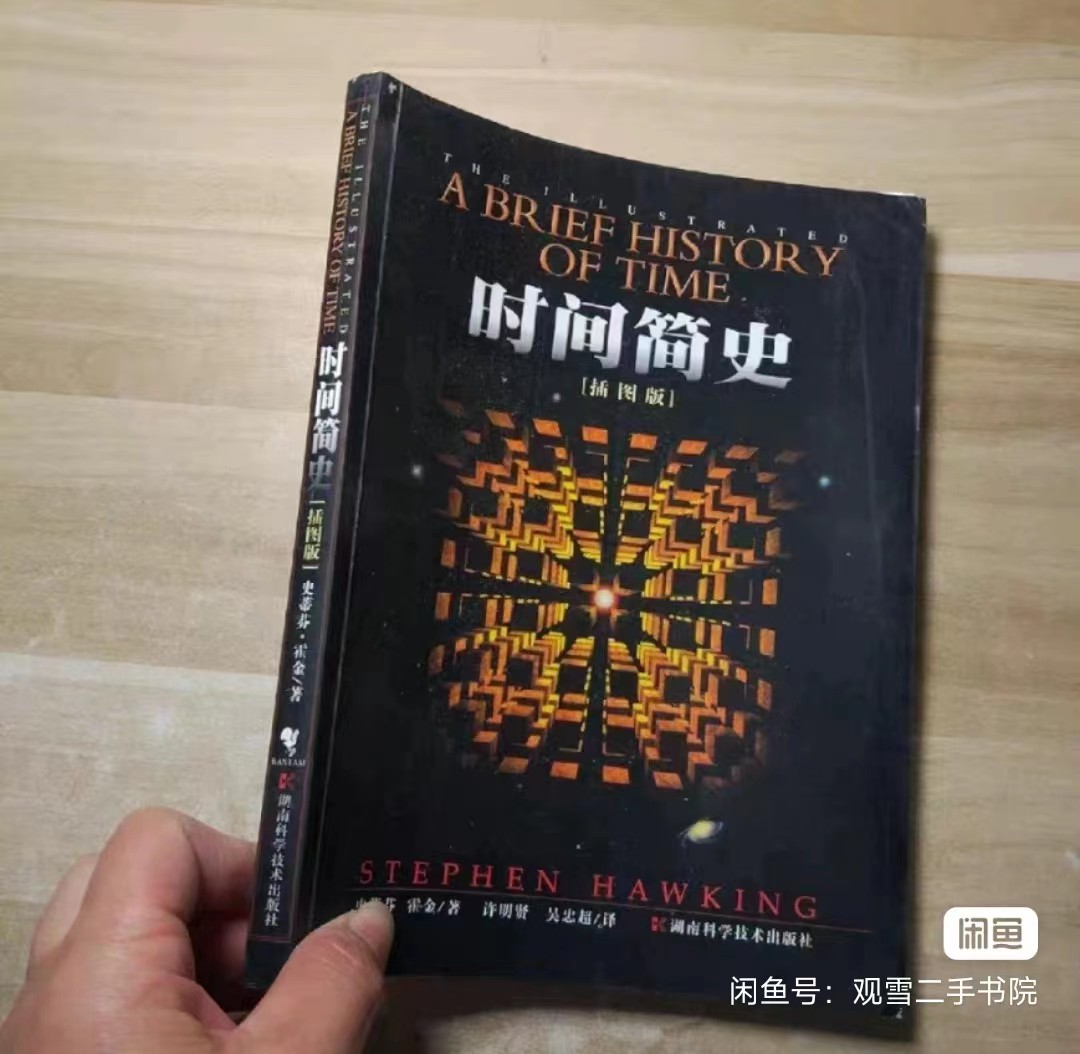 THE ILLUSTRATED
A BRIEF HISTORY OF TIME
时间简史
[插图版]
史蒂芬·霍金/著
BANTAM
湖南科学技术出版社
THE ILLUSTRATED
A BRIEF HISTORY
OF TIME
时间简史
[插图版]
STEPHEN HAWKING
史蒂芬 霍金/著 许明贤 吴忠超/译 湖南科学技术出版社
闲鱼
闲鱼号：观雪二手书院